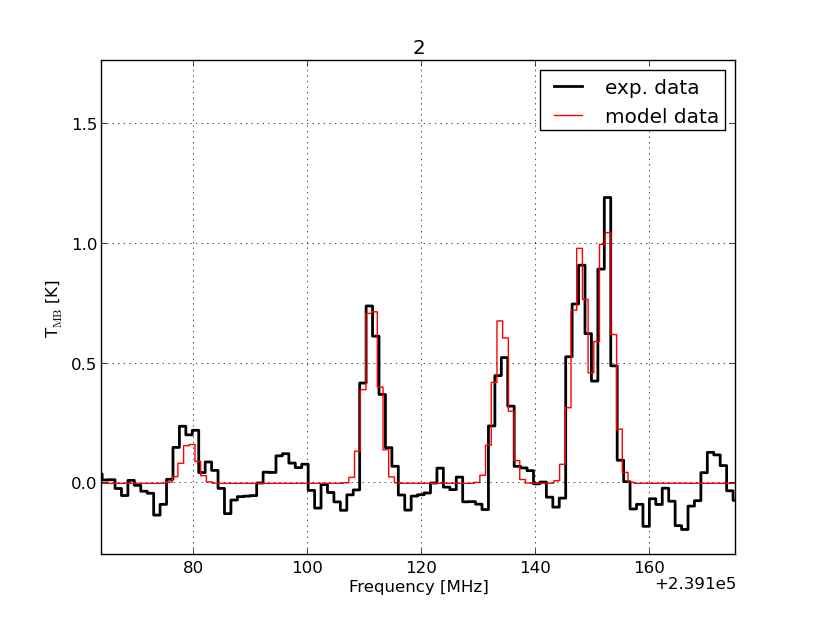 2
exp. data
model data
1.5
1.0
0.5
0.0
T_MB [K]
80
100
120
140
160
Frequency [MHz]
+2.391e5